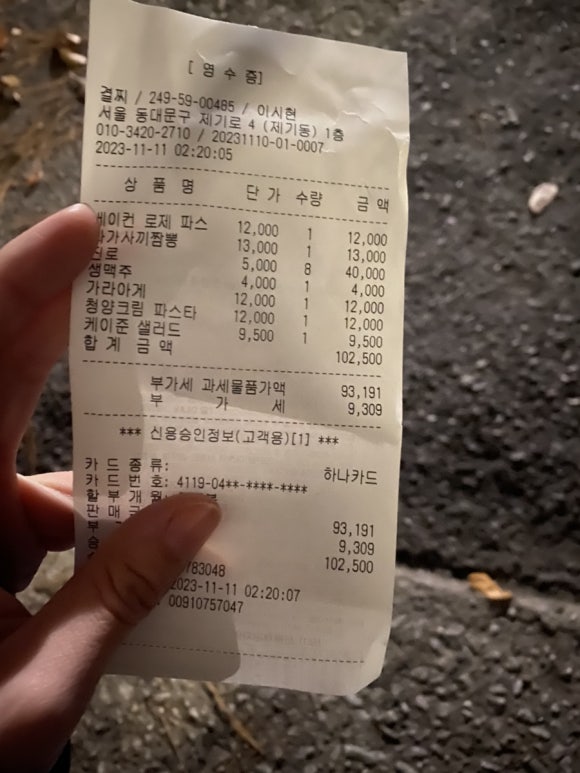 [ 영 수 증]
결찌 / 249-59-00485 / 이시현
서울 동대문구 제기로 4 (제기동) 1층
010-3420-2710 / 20231110-01-0007
2023-11-11 02:20:05
상 품 명 단 가 수량 금 액
로제 파스 12,000 1 12,000
13,000 1 13,000
5,000 8 40,000
생맥주 4,000 1 4,000
가라아게 12,000 1 12,000
청양크림 파스타 12,000 1 12,000
케이준 샐러드 9,500 1 9,500
합 계 금 액 102,500
부가세 과세물품가액 93,191
부 가 세 9,309
*** 신용승인정보(고객용)[1] ***
카 드 종 류: 하나카드
카 드 번 호: 4119-04**-****-****
할 부 개 월:
판 매 93,191
부 9,309
102,500
783048
2023-11-11 02:20:07
00910757047